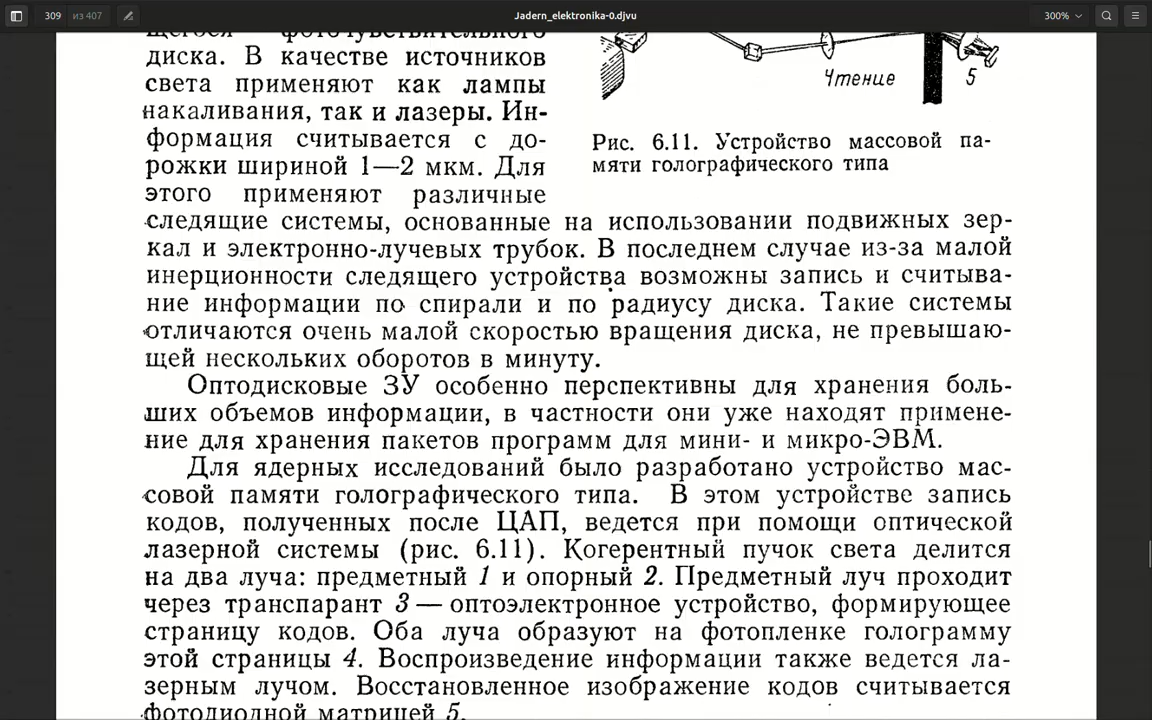 309 из 407
Jadern_elektronika-0.djvu
300%
щегося фоточувствительного
диска. В качестве источников
света применяют как лампы
накаливания, так и лазеры. Ин-
формация считывается с до-
рожки шириной 1—2 мкм. Для
этого применяют различные
Чтение 5
Рис. 6.11. Устройство массовой па-
мяти голографического типа
следящие системы, основанные на использовании подвижных зер-
кал и электронно-лучевых трубок. В последнем случае из-за малой
инерционности следящего устройства возможны запись и считыва-
ние информации по спирали и по радиусу диска. Такие системы
отличаются очень малой скоростью вращения диска, не превышаю-
щей нескольких оборотов в минуту.
Оптодисковые ЗУ особенно перспективны для хранения боль-
ших объемов информации, в частности они уже находят примене-
ние для хранения пакетов программ для мини- и микро-ЭВМ.
Для ядерных исследований было разработано устройство мас-
совой памяти голографического типа. В этом устройстве запись
кодов, полученных после ЦАП, ведется при помощи оптической
лазерной системы (рис. 6.11). Когерентный пучок света делится
на два луча: предметный 1 и опорный 2. Предметный луч проходит
через транспарант 3 — оптоэлектронное устройство, формирующее
страницу кодов. Оба луча образуют на фотопленке голограмму
этой страницы 4. Воспроизведение информации также ведется ла-
зерным лучом. Восстановленное изображение кодов считывается
фотодиодной матрицей 5.